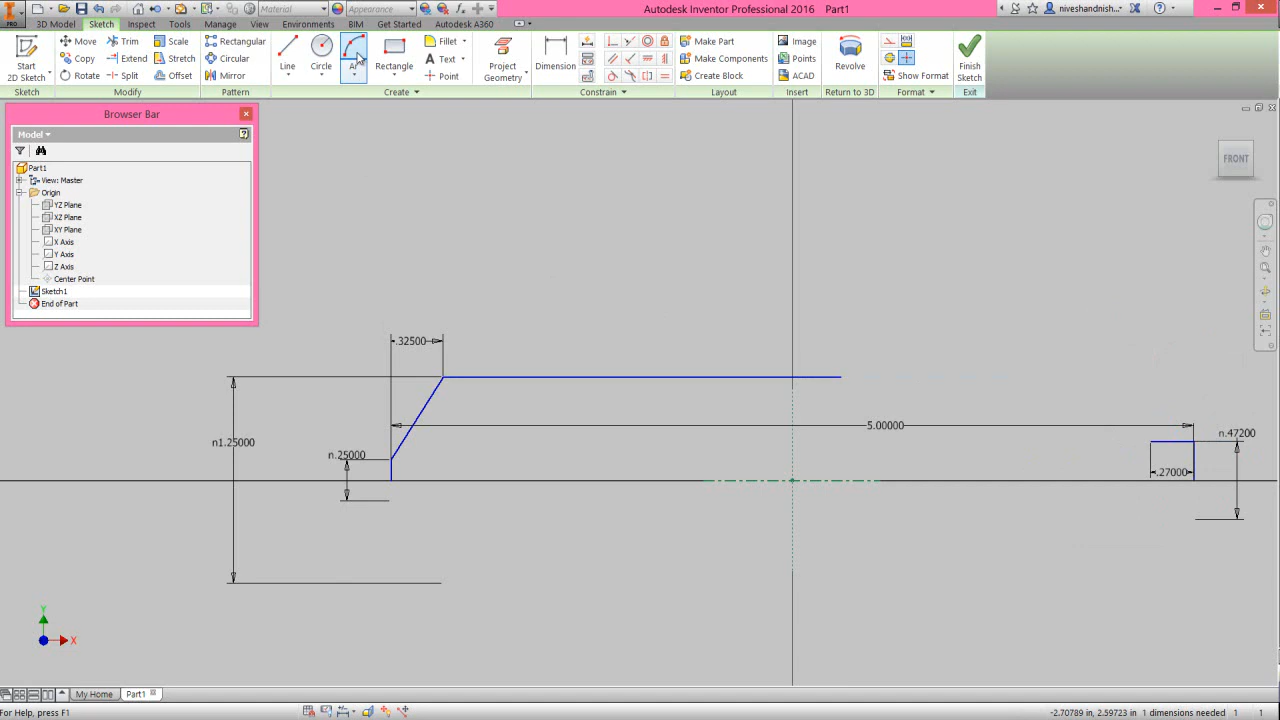 Autodesk Inventor Professional 2016 Part1
Material
Appearance
niveshandnish...
PRO
3D Model Sketch Inspect Tools Manage View Environments BIM Get Started Autodesk A360
Start
2D Sketch
Move Trim Scale
Copy Extend Stretch
Rotate Split Offset
Rectangular
Circular
Mirror
Line Circle Arc Rectangle
Fillet
Text
Point
Project
Geometry
Dimension
Make Part
Make Components
Create Block
Image
Points
ACAD
Revolve
Show Format
Finish
Sketch
Sketch Modify Pattern Create Constrain Layout Insert Return to 3D Format Exit
Browser Bar
Model
Part1
View: Master
Origin
YZ Plane
XZ Plane
XY Plane
X Axis
Y Axis
Z Axis
Center Point
Sketch1
End of Part
FRONT
.32500
5.00000
n.47200
n1.25000
n.25000
.27000
Y
X
My Home Part1
For Help, press F1
-2.70789 in, 2.59723 in 1 dimensions needed 1 1